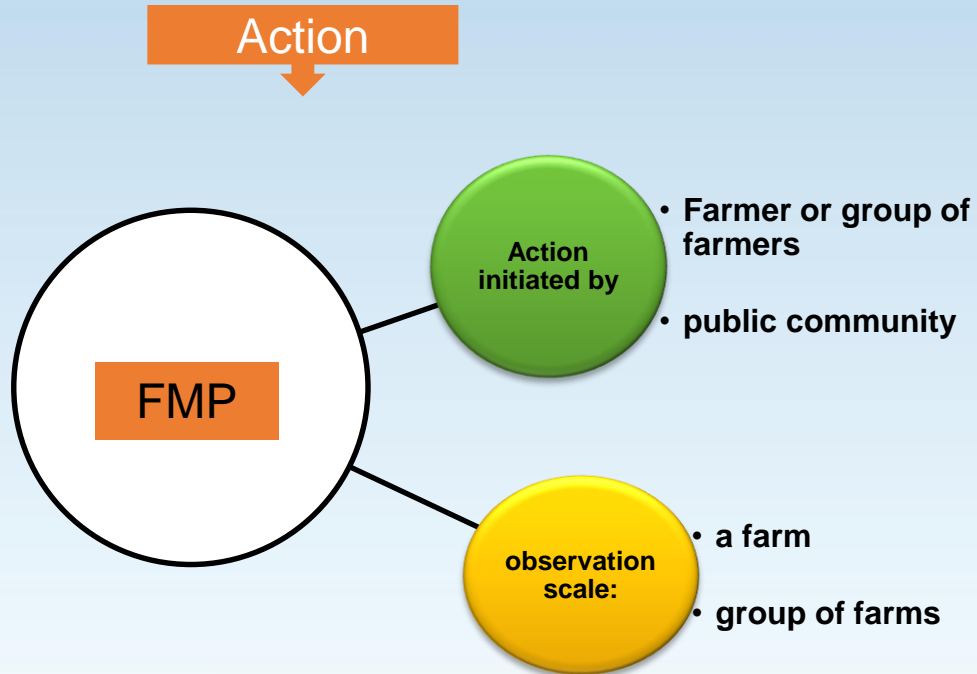 Action
Action
initiated by
• Farmer or group of
farmers
• public community
FMP
observation
scale:
• a farm
• group of farms